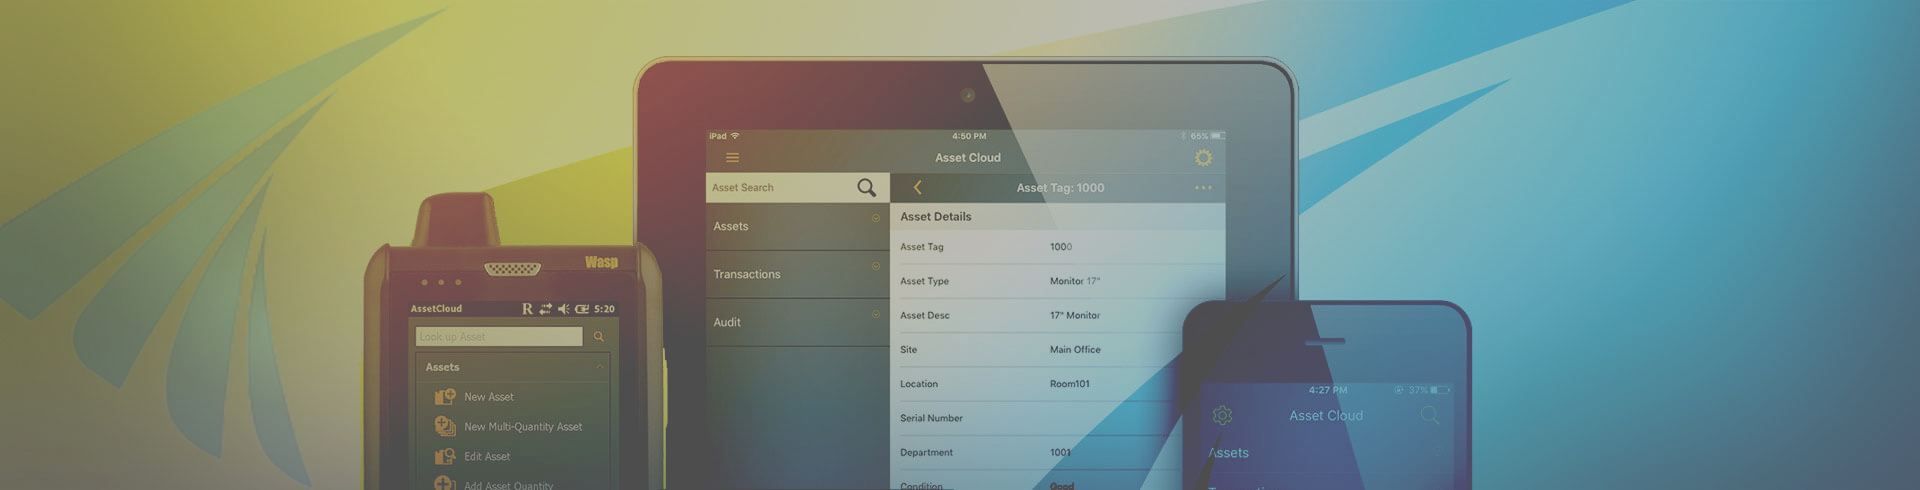 Wasp
AssetCloud R 5:20
Look up Asset
Assets
New Asset
New Multi-Quantity Asset
Edit Asset
Add Asset Quantity
iPad 4:50 PM 65%
Asset Cloud
Asset Search
Assets
Transactions
Audit
Asset Tag: 1000
Asset Details
Asset Tag 1000
Asset Type Monitor 17"
Asset Desc 17" Monitor
Site Main Office
Location Room101
Serial Number
Department 1001
Condition Good
4:27 PM 37%
Asset Cloud
Assets